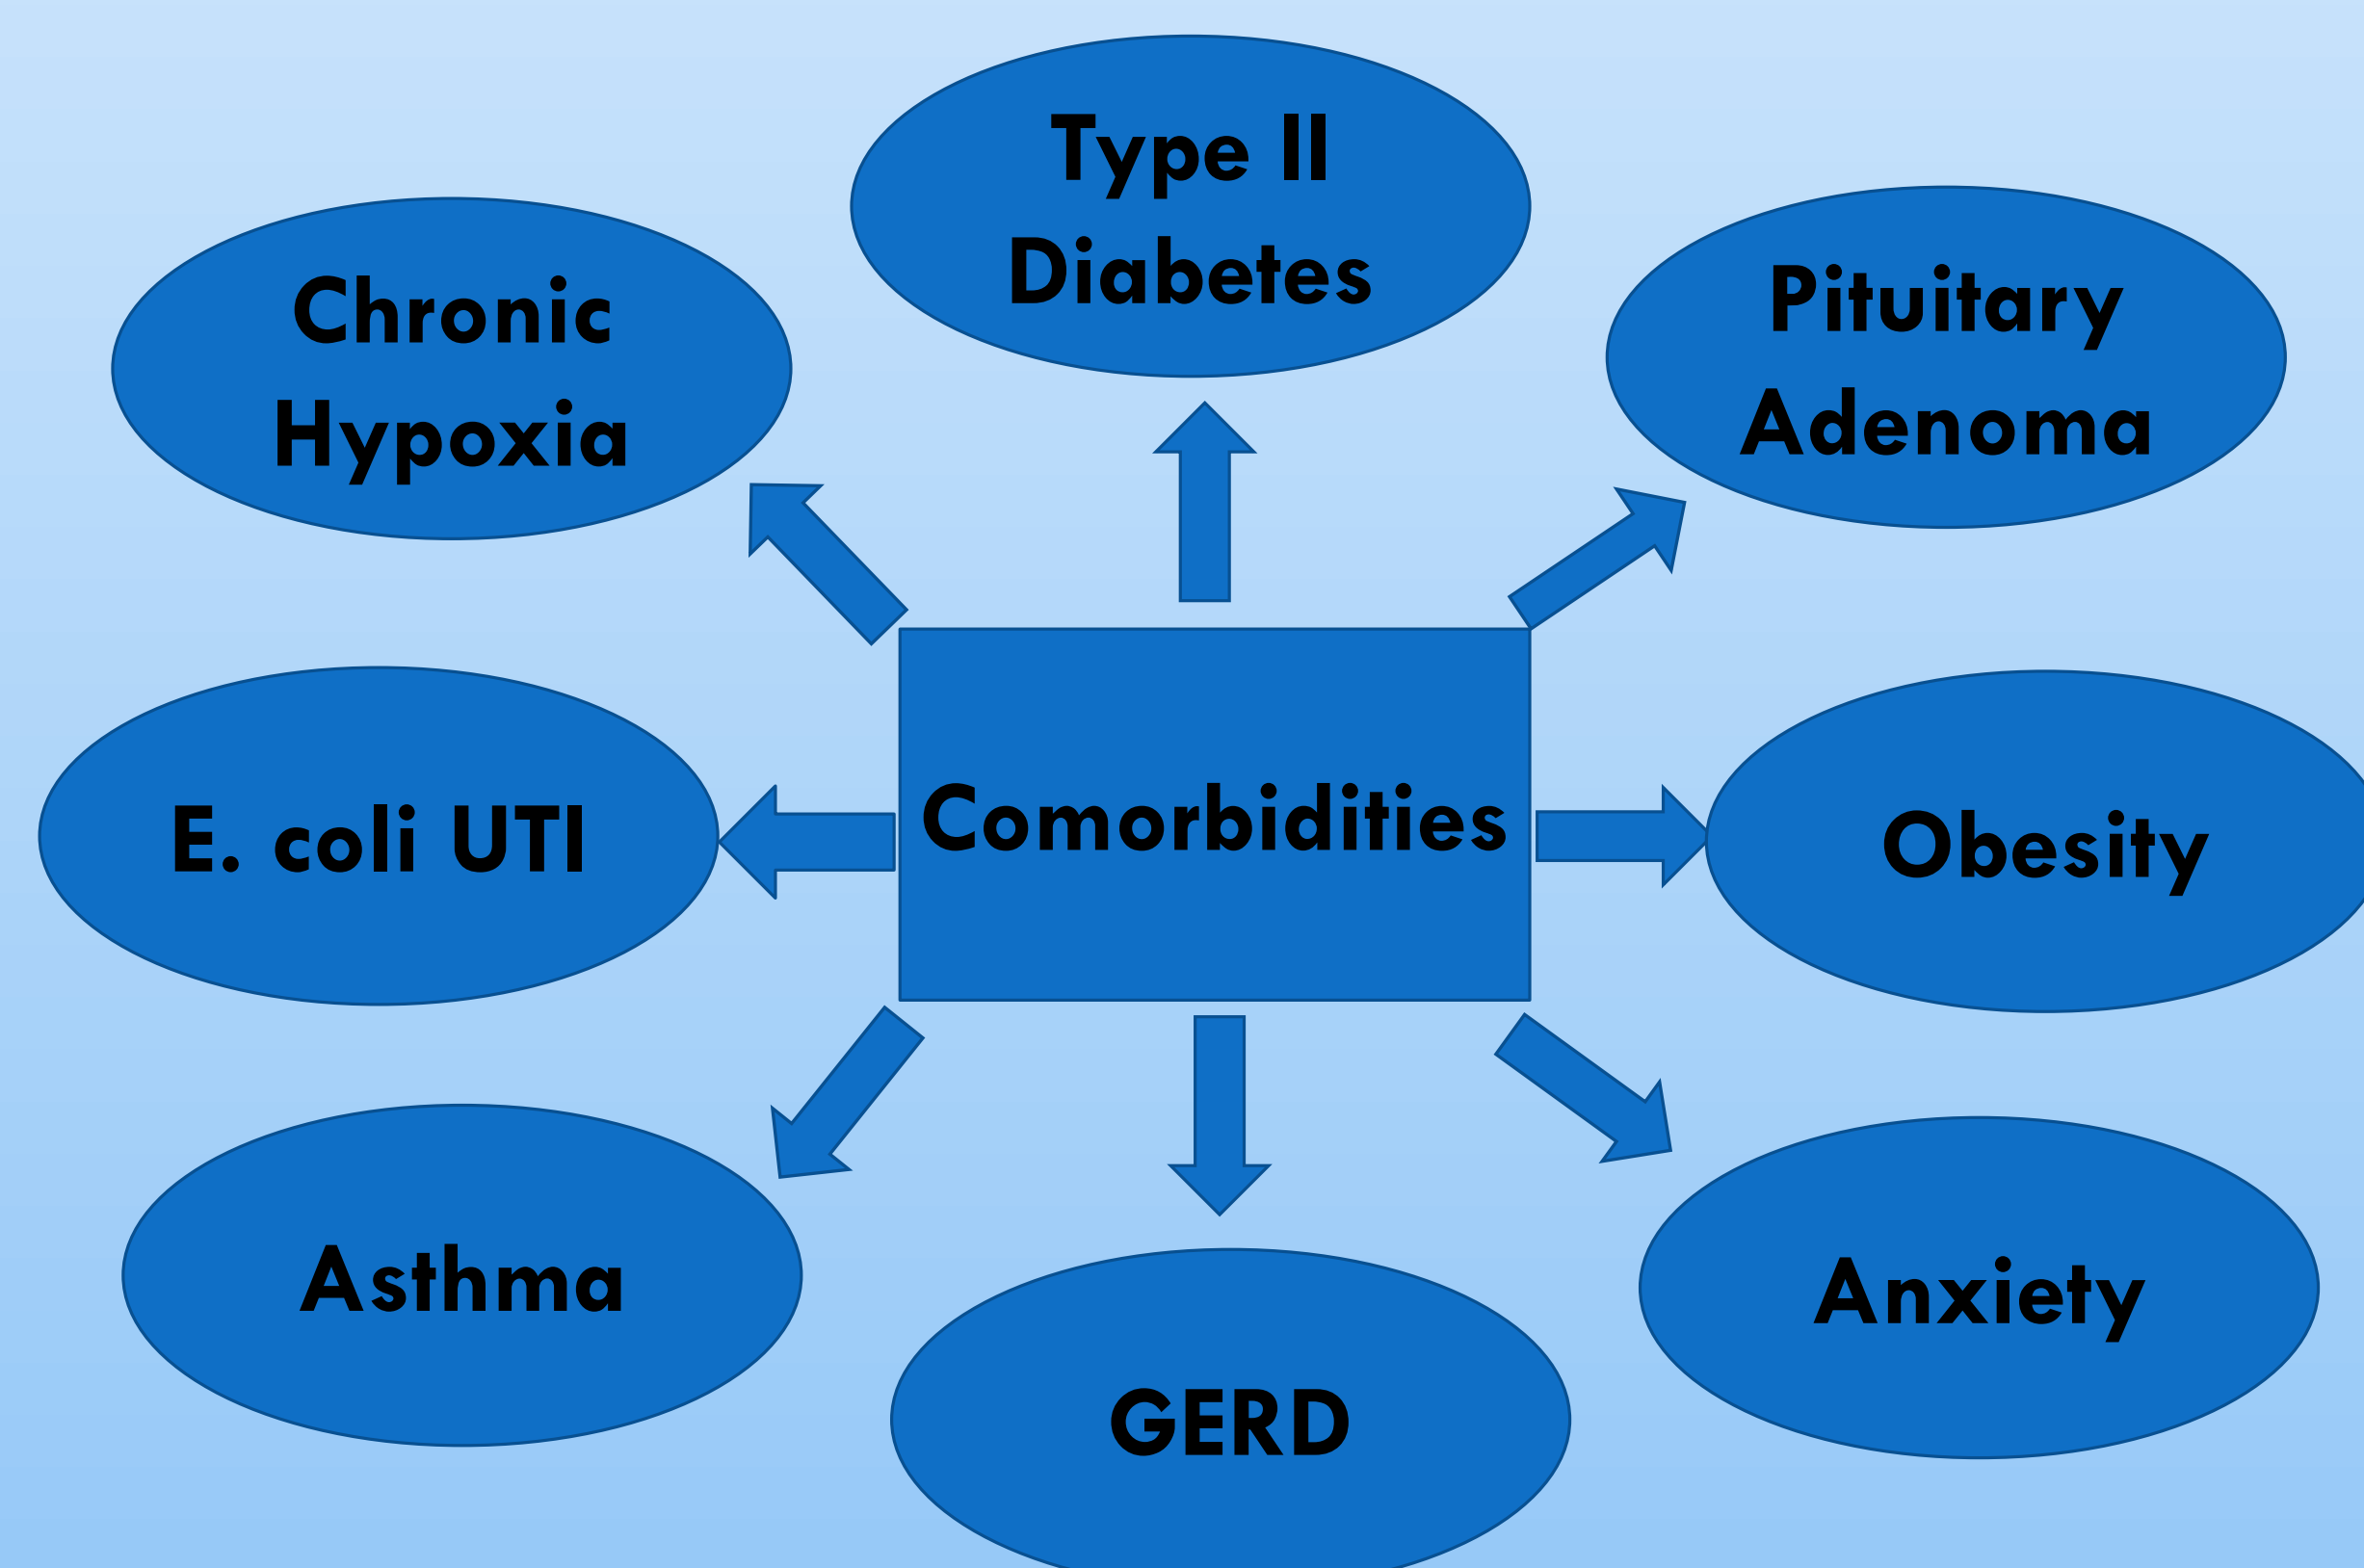 Type II
Diabetes
Chronic
Hypoxia
Pituitary
Adenoma
E. coli UTI
Comorbidities
Obesity
Asthma
Anxiety
GERD